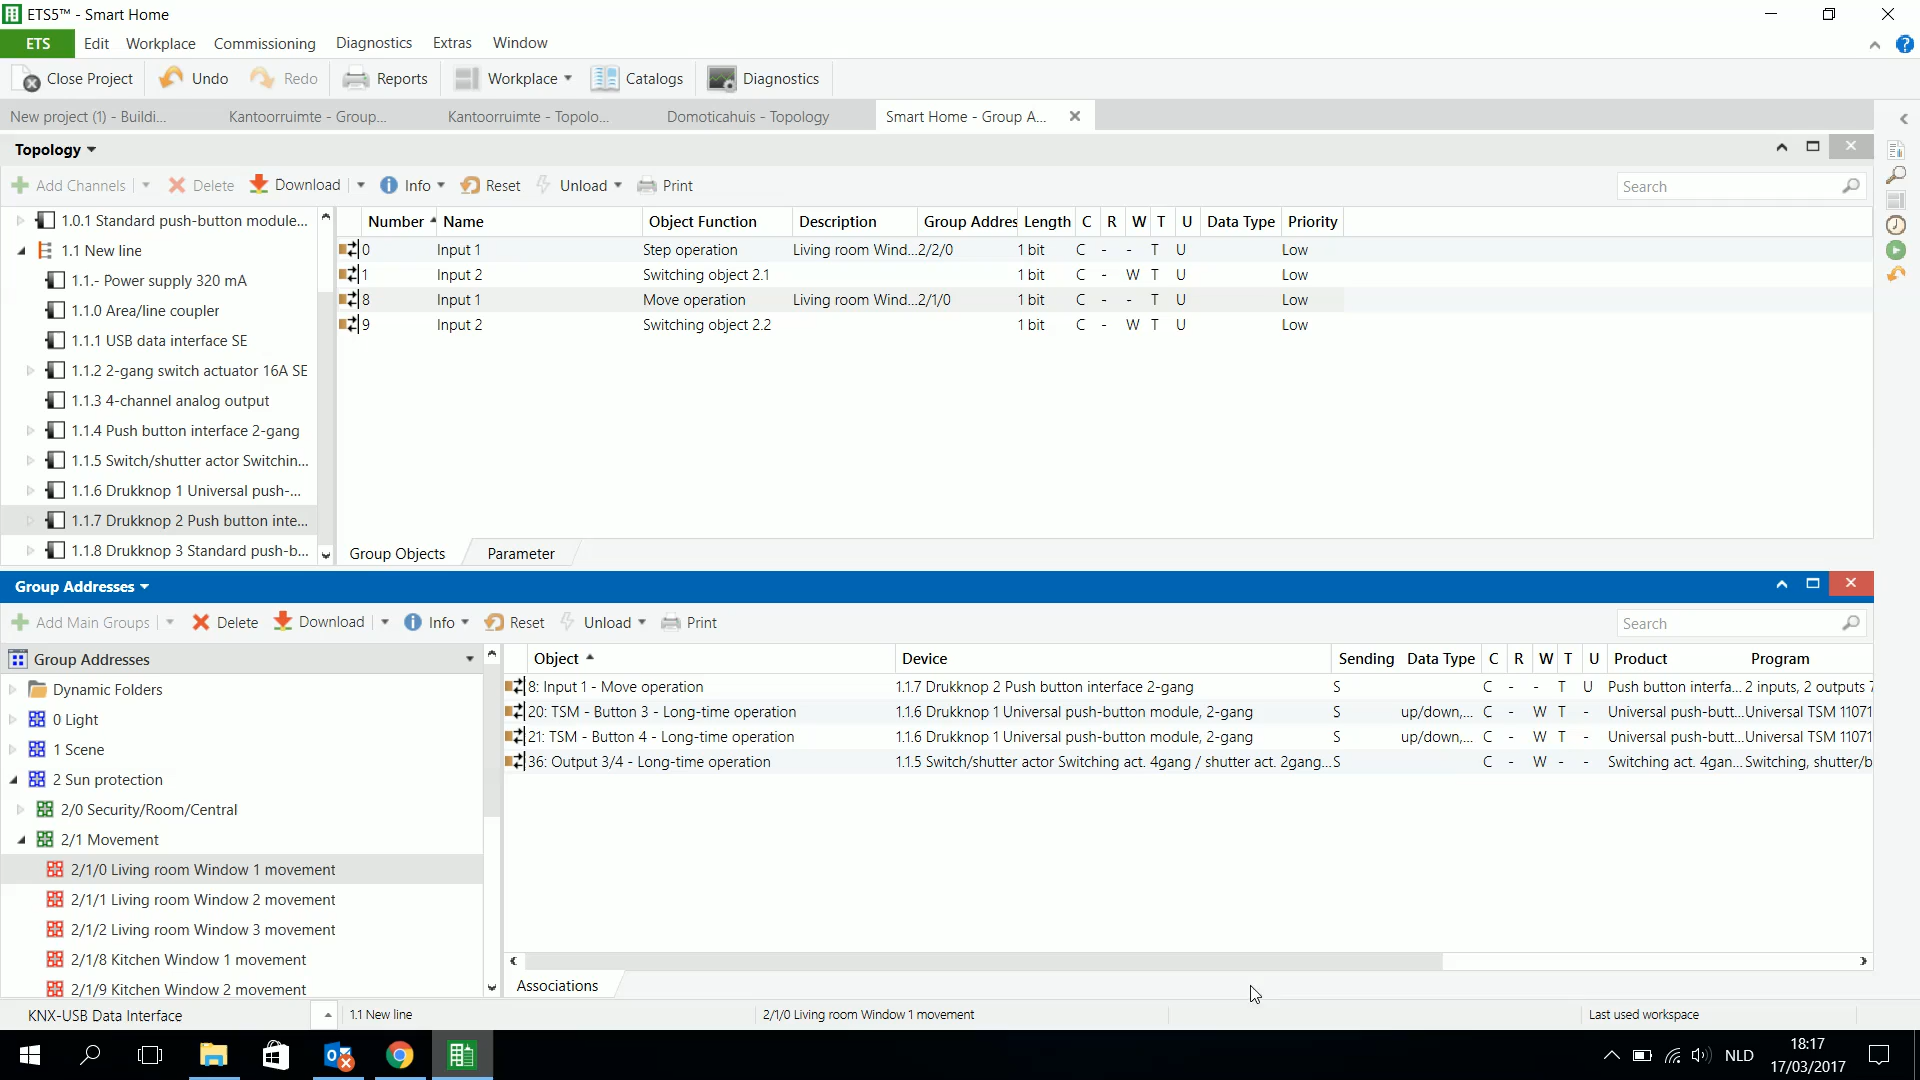 ETS5™ - Smart Home
ETS Edit Workplace Commissioning Diagnostics Extras Window
Close Project Undo Redo Reports Workplace Catalogs Diagnostics
New project (1) - Buildi... Kantoorruimte - Group... Kantoorruimte - Topolo... Domoticahuis - Topology Smart Home - Group A...
Topology
Add Channels Delete Download Info Reset Unload Print Search
1.0.1 Standard push-button module...
1.1 New line
1.1.- Power supply 320 mA
1.1.0 Area/line coupler
1.1.1 USB data interface SE
1.1.2 2-gang switch actuator 16A SE
1.1.3 4-channel analog output
1.1.4 Push button interface 2-gang
1.1.5 Switch/shutter actor Switchin...
1.1.6 Drukknop 1 Universal push-...
1.1.7 Drukknop 2 Push button inte...
1.1.8 Drukknop 3 Standard push-b...
Number Name Object Function Description Group Addres Length C R W T U Data Type Priority
0 Input 1 Step operation Living room Wind...2/2/0 1 bit C - - T U Low
1 Input 2 Switching object 2.1 1 bit C - W T U Low
8 Input 1 Move operation Living room Wind...2/1/0 1 bit C - - T U Low
9 Input 2 Switching object 2.2 1 bit C - W T U Low
Group Objects Parameter
Group Addresses
Add Main Groups Delete Download Info Reset Unload Print Search
Group Addresses
Dynamic Folders
0 Light
1 Scene
2 Sun protection
2/0 Security/Room/Central
2/1 Movement
2/1/0 Living room Window 1 movement
2/1/1 Living room Window 2 movement
2/1/2 Living room Window 3 movement
2/1/8 Kitchen Window 1 movement
2/1/9 Kitchen Window 2 movement
Object Device Sending Data Type C R W T U Product Program
8: Input 1 - Move operation 1.1.7 Drukknop 2 Push button interface 2-gang S C - - T U Push button interfa... 2 inputs, 2 outputs
20: TSM - Button 3 - Long-time operation 1.1.6 Drukknop 1 Universal push-button module, 2-gang S up/down,... C - W T - Universal push-butt...Universal TSM 11071
21: TSM - Button 4 - Long-time operation 1.1.6 Drukknop 1 Universal push-button module, 2-gang S up/down,... C - W T - Universal push-butt...Universal TSM 11071
36: Output 3/4 - Long-time operation 1.1.5 Switch/shutter actor Switching act. 4gang / shutter act. 2gang...S C - W - - Switching act. 4gan...Switching, shutter/b
Associations
KNX-USB Data Interface 1.1 New line 2/1/0 Living room Window 1 movement Last used workspace
NLD 18:17
17/03/2017